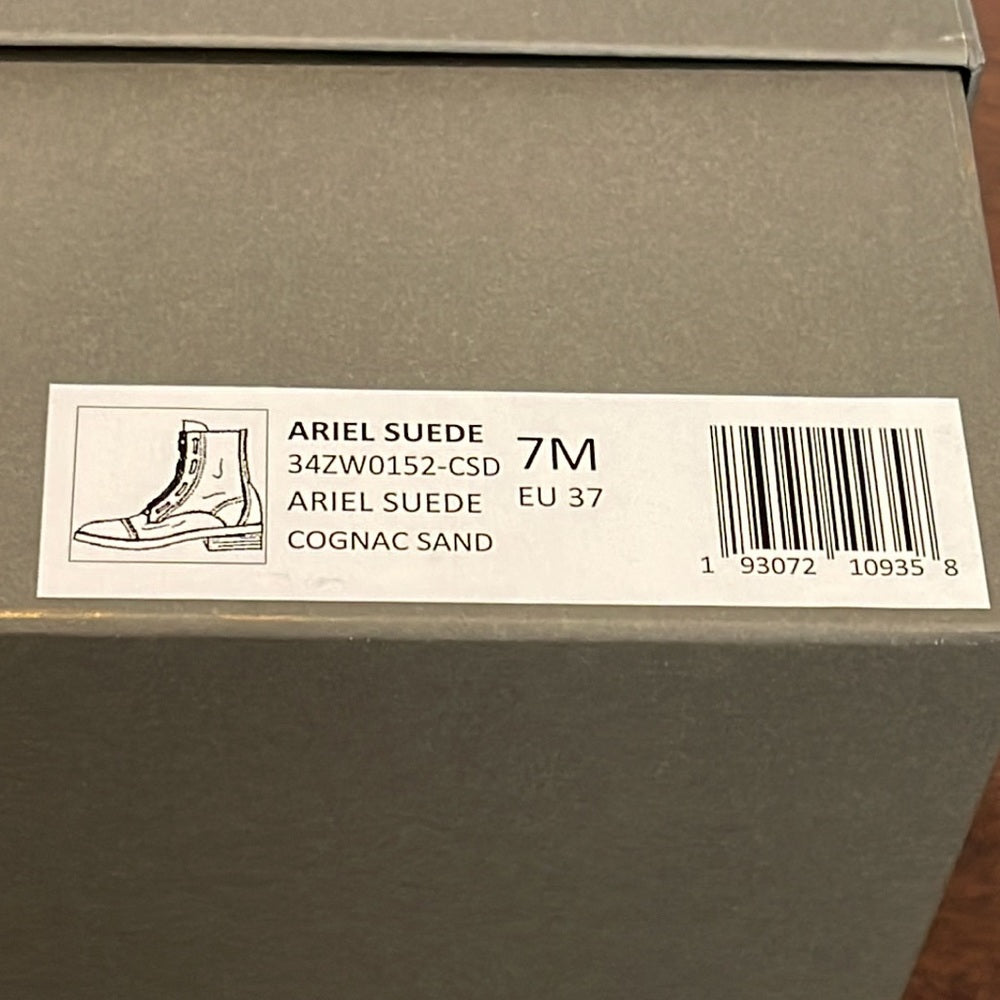 ARIEL SUEDE
34ZW0152-CSD
ARIEL SUEDE
COGNAC SAND
7M
EU 37
1 93072 10935 8